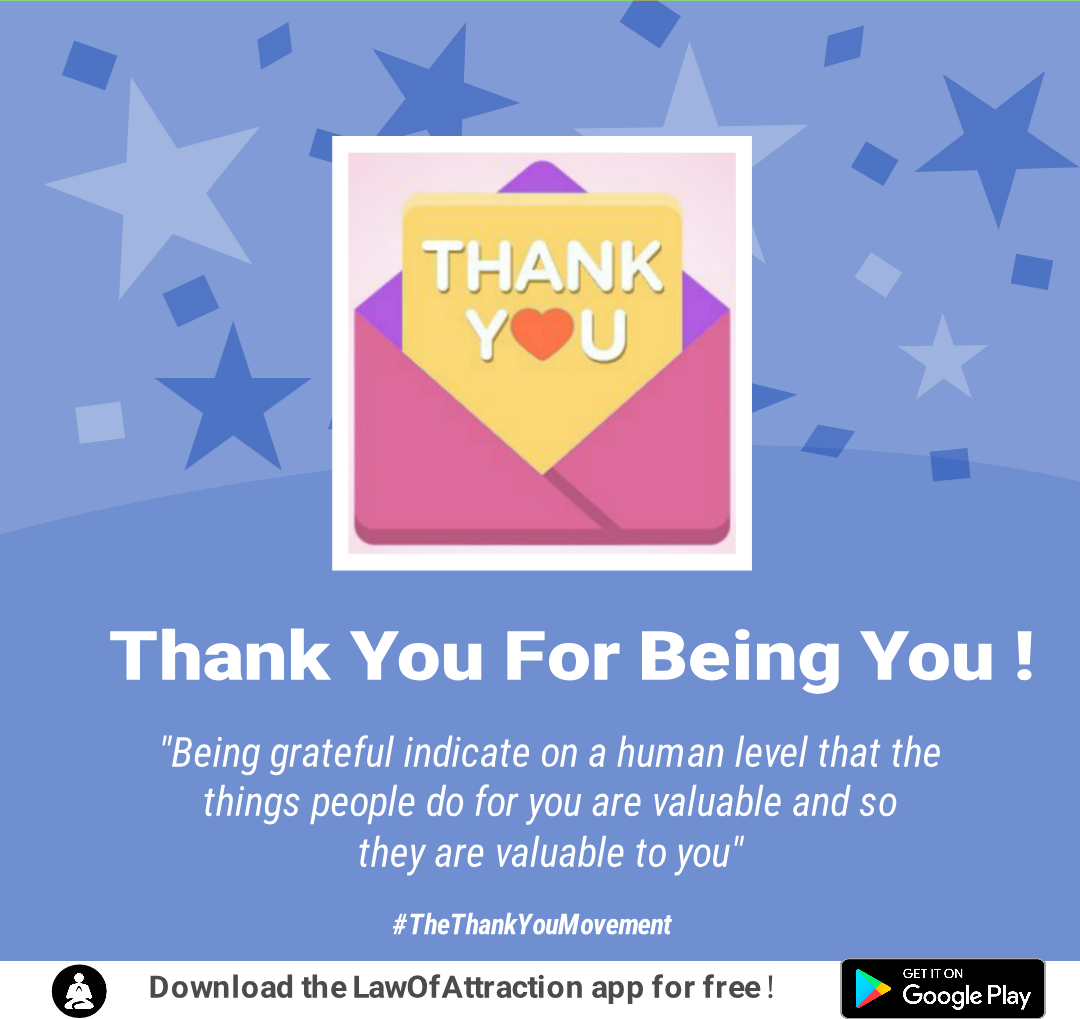 THANK
Y❤U
Thank You For Being You !
"Being grateful indicate on a human level that the
things people do for you are valuable and so
they are valuable to you"
#TheThankYouMovement
Download the LawOfAttraction app for free !
GET IT ON
Google Play